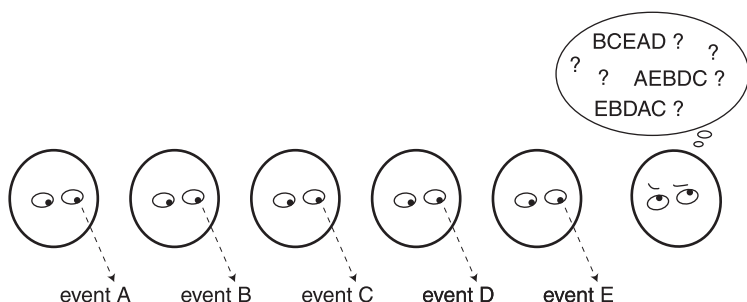 BCEAD ?
?
?
? AEBDC ?
EBDAC ?
event A event B event C event D event E